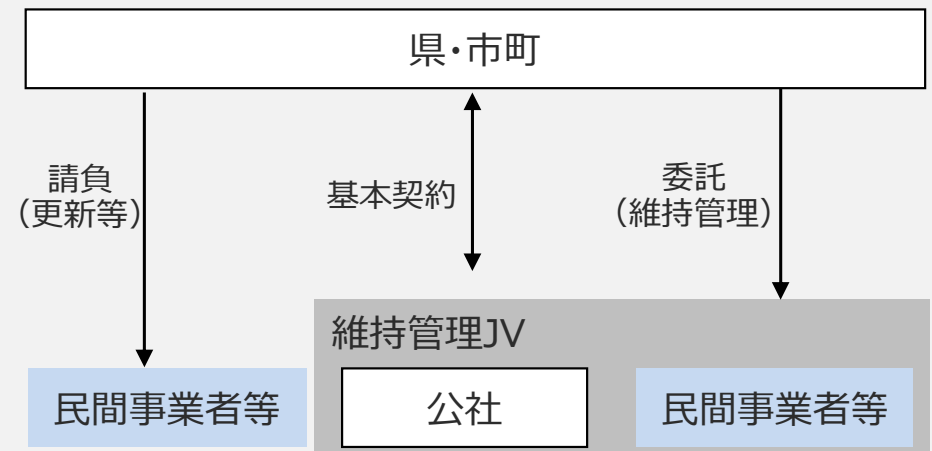 県・市町
請負
（更新等）
基本契約
委託
（維持管理）
維持管理JV
民間事業者等
公社
民間事業者等